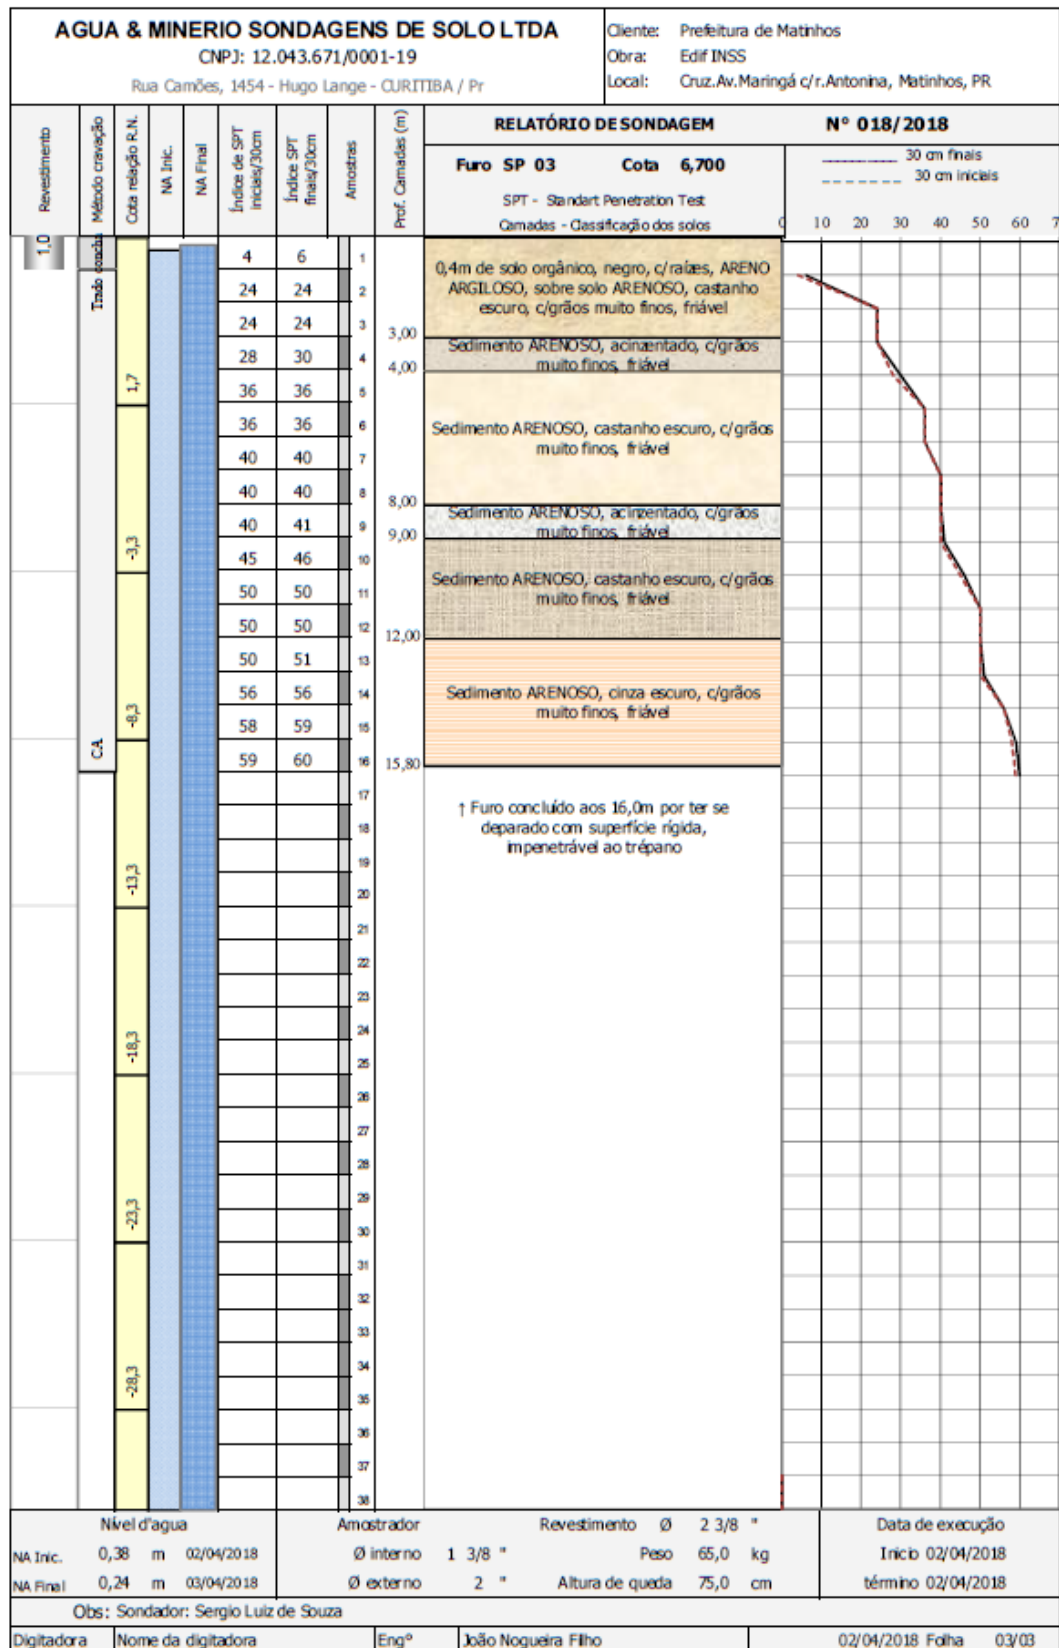 AGUA & MINERIO SONDAGENS DE SOLO LTDA
CNPJ: 12.043.671/0001-19
Rua Camões, 1454 - Hugo Lange - CURITIBA / Pr
Cliente: Prefeitura de Matinhos
Obra: Edif INSS
Local: Cruz.Av.Maringá c/r.Antonina, Matinhos, PR
Revestimento
Método cravação
Cota relação R.N.
NA Inic.
NA Final
Índice de SPT iniciais/30cm
Índice SPT finais/30cm
Amostras
Prof. Camadas (m)
RELATÓRIO DE SONDAGEM Nº 018/2018
Furo SP 03 Cota 6,700
SPT - Standart Penetration Test
Camadas - Classificação dos solos
30 cm finais
30 cm iniciais
0 10 20 30 40 50 60 7
1.0
Trado concha
CA
4 6 1
24 24 2
24 24 3
28 30 4
36 36 5
36 36 6
40 40 7
40 40 8
40 41 9
45 46 10
50 50 11
50 50 12
50 51 13
56 56 14
58 59 15
59 60 16
17
18
19
20
21
22
23
24
25
26
27
28
29
30
31
32
33
34
35
36
37
38
1,7
-3,3
-8,3
-13,3
-18,3
-23,3
-28,3
3,00
4,00
8,00
9,00
12,00
15,80
0,4m de solo orgânico, negro, c/raízes, ARENO
ARGILOSO, sobre solo ARENOSO, castanho
escuro, c/grãos muito finos, friável
Sedimento ARENOSO, acinzentado, c/grãos
muito finos, friável
Sedimento ARENOSO, castanho escuro, c/grãos
muito finos, friável
Sedimento ARENOSO, acinzentado, c/grãos
muito finos, friável
Sedimento ARENOSO, castanho escuro, c/grãos
muito finos, friável
Sedimento ARENOSO, cinza escuro, c/grãos
muito finos, friável
↑ Furo concluído aos 16,0m por ter se
deparado com superfície rígida,
impenetrável ao trépano
Nível d'agua Amostrador Revestimento Ø 2 3/8 " Data de execução
NA Inic. 0,38 m 02/04/2018 Ø interno 1 3/8 " Peso 65,0 kg Inicio 02/04/2018
NA Final 0,24 m 03/04/2018 Ø externo 2 " Altura de queda 75,0 cm término 02/04/2018
Obs: Sondador: Sergio Luiz de Souza
Digitadora Nome da digitadora Engº João Nogueira Filho 02/04/2018 Folha 03/03